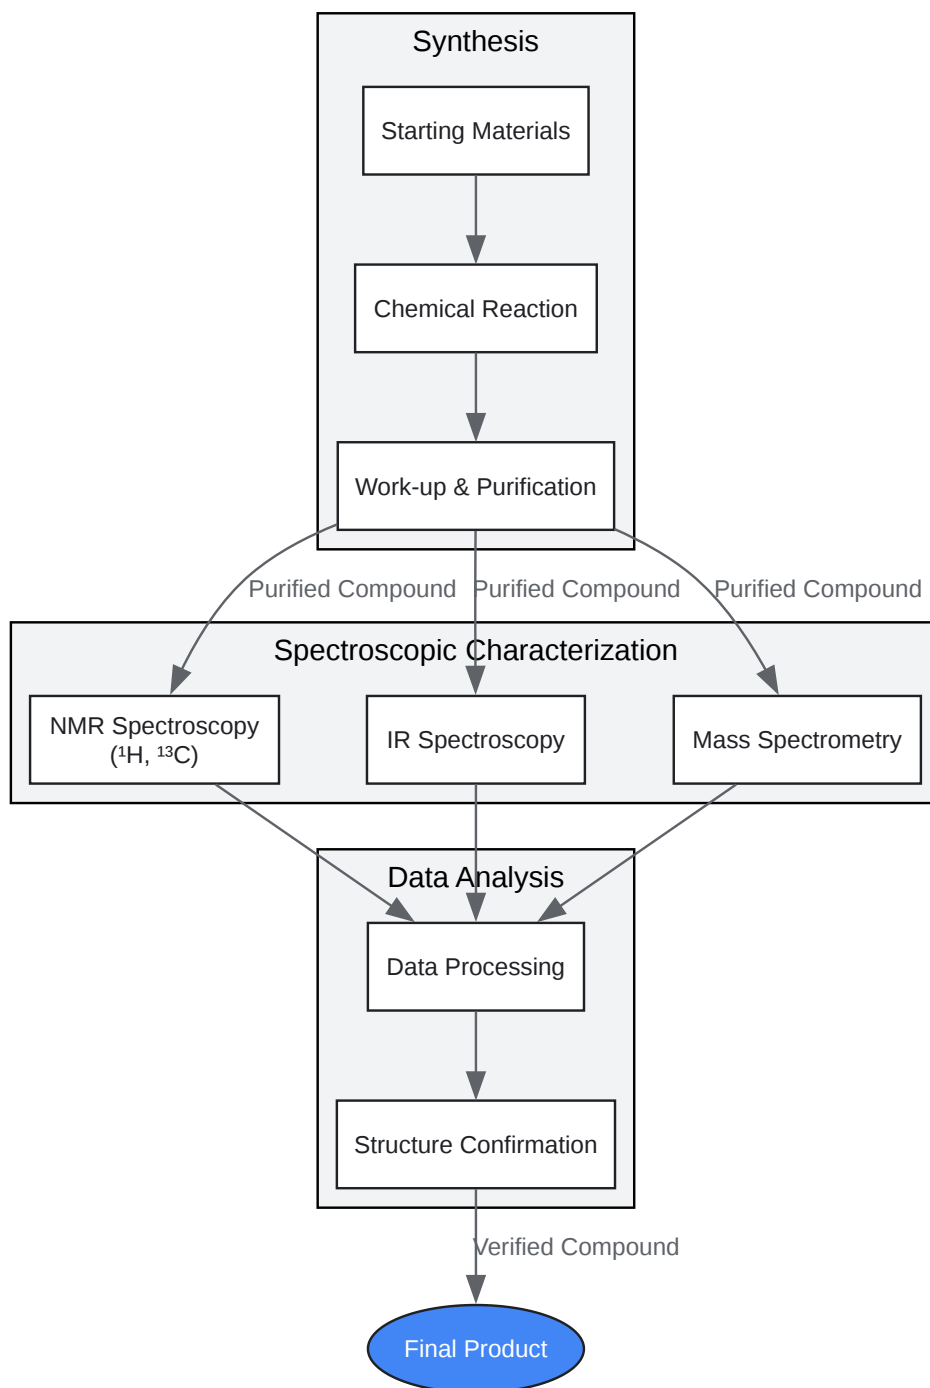 Synthesis
Starting Materials
Chemical Reaction
Work-up & Purification
Purified Compound
Purified Compound
Purified Compound
Spectroscopic Characterization
NMR Spectroscopy
(¹H, ¹³C)
IR Spectroscopy
Mass Spectrometry
Data Analysis
Data Processing
Structure Confirmation
Verified Compound
Final Product